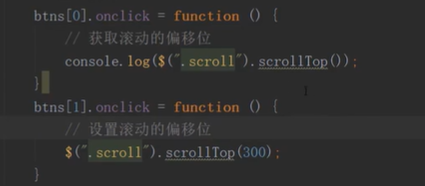 btns[0].onclick = function () {
// 获取滚动的偏移位
console.log($(".scroll").scrollTop());
}
btns[1].onclick = function () {
// 设置滚动的偏移位
$(".scroll").scrollTop(300);
}